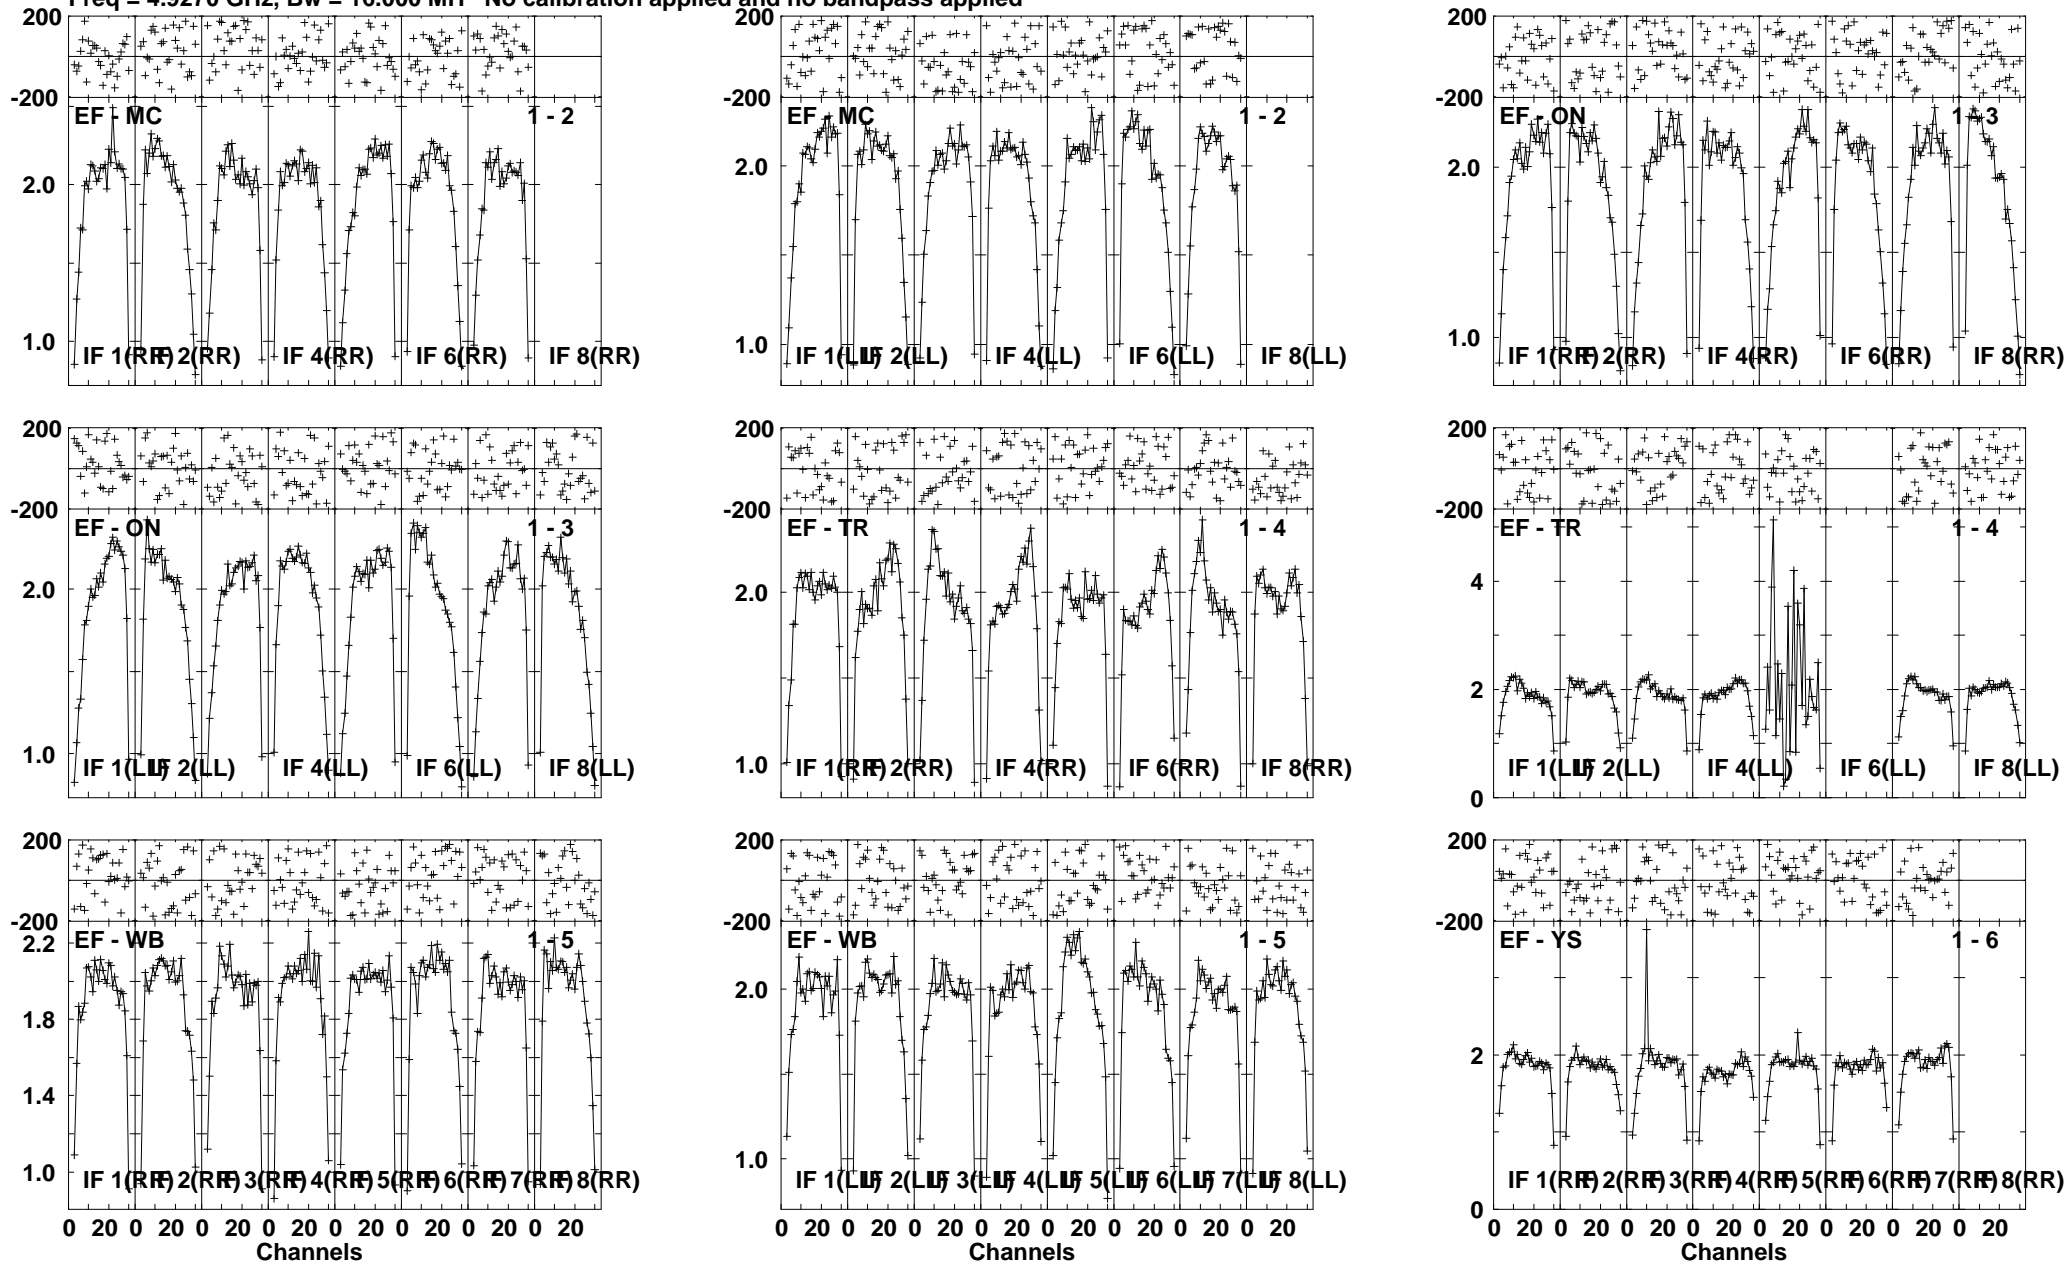 Freq = 4.9270 GHz, Bw = 16.000 MH No calibration applied and no bandpass applied
200 200 200
-200 -200 -200
EF - MC 1 - 2 EF - MC 1 - 2 EF - ON 1 - 3
2.0 2.0 2.0
1.0 1.0 1.0
IF 1(RR) IF 2(RR) IF 4(RR) IF 6(RR) IF 8(RR) IF 1(LL) IF 2(LL) IF 4(LL) IF 6(LL) IF 8(LL) IF 1(RR) IF 2(RR) IF 4(RR) IF 6(RR) IF 8(RR)
200 200 200
-200 -200 -200
EF - ON 1 - 3 EF - TR 1 - 4 EF - TR 1 - 4
4
2.0 2.0
2
1.0 1.0
IF 1(LL) IF 2(LL) IF 4(LL) IF 6(LL) IF 8(LL) IF 1(RR) IF 2(RR) IF 4(RR) IF 6(RR) IF 8(RR) IF 1(LL) IF 2(LL) IF 4(LL) IF 6(LL) IF 8(LL)
0
200 200 200
-200 -200 -200
EF - WB 1 - 5 EF - WB 1 - 5 EF - YS 1 - 6
2.2
2.0
1.8
2
1.4
1.0 1.0
IF 1(RR) IF 2(RR) IF 3(RR) IF 4(RR) IF 5(RR) IF 6(RR) IF 7(RR) IF 8(RR) IF 1(LL) IF 2(LL) IF 3(LL) IF 4(LL) IF 5(LL) IF 6(LL) IF 7(LL) IF 8(LL) IF 1(RR) IF 2(RR) IF 3(RR) IF 4(RR) IF 5(RR) IF 6(RR) IF 7(RR) IF 8(RR)
0
0 20 0 20 0 20 0 20 0 20 0 20 0 20 0 20 0 20 0 20 0 20 0 20 0 20 0 20 0 20 0 20 0 20 0 20 0 20 0 20 0 20 0 20 0 20 0 20
Channels Channels Channels